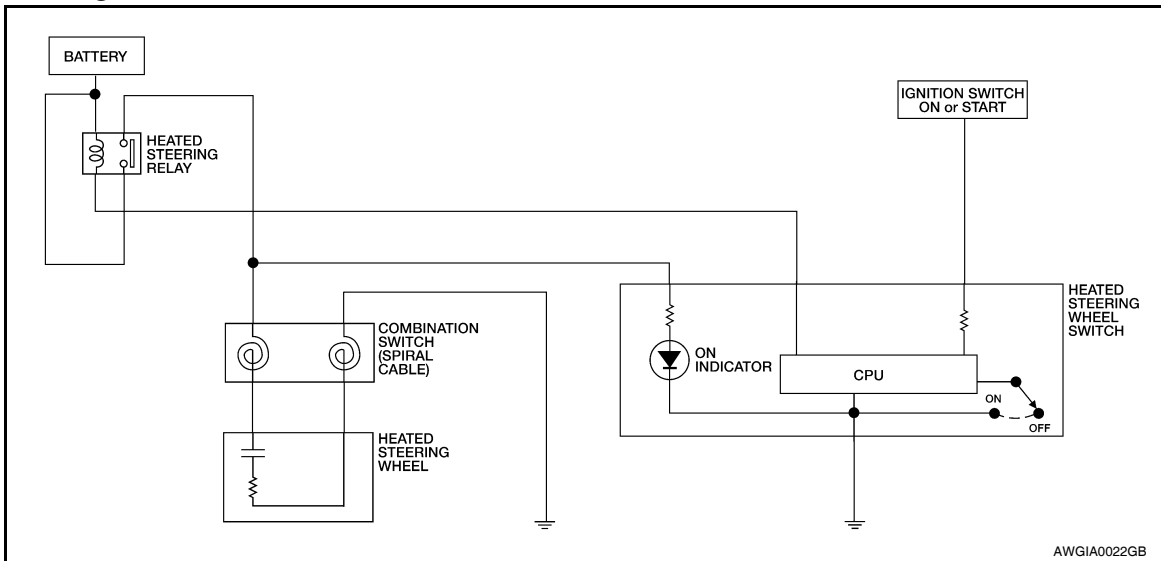 BATTERY
IGNITION SWITCH
ON or START
HEATED
STEERING
RELAY
HEATED
STEERING
WHEEL
SWITCH
COMBINATION
SWITCH
(SPIRAL
CABLE)
ON
INDICATOR
CPU
ON
OFF
HEATED
STEERING
WHEEL
AWGIA0022GB